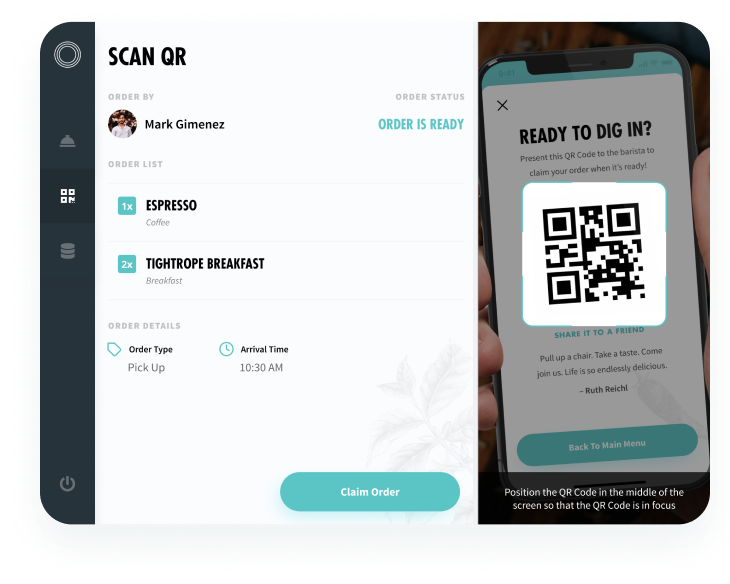 SCAN QR
ORDER BY
ORDER STATUS
Mark Gimenez
ORDER IS READY
ORDER LIST
1x
ESPRESSO
Coffee
2x
TIGHTROPE BREAKFAST
Breakfast
ORDER DETAILS
Order Type
Arrival Time
Pick Up
10:30 AM
Claim Order
9:41
READY TO DIG IN?
Present this QR Code to the barista to
claim your order when it's ready!
SHARE IT TO A FRIEND
Pull up a chair. Take a taste. Come
join us. Life is so endlessly delicious.
– Ruth Reichl
Back To Main Menu
Position the QR Code in the middle of the
screen so that the QR Code is in focus